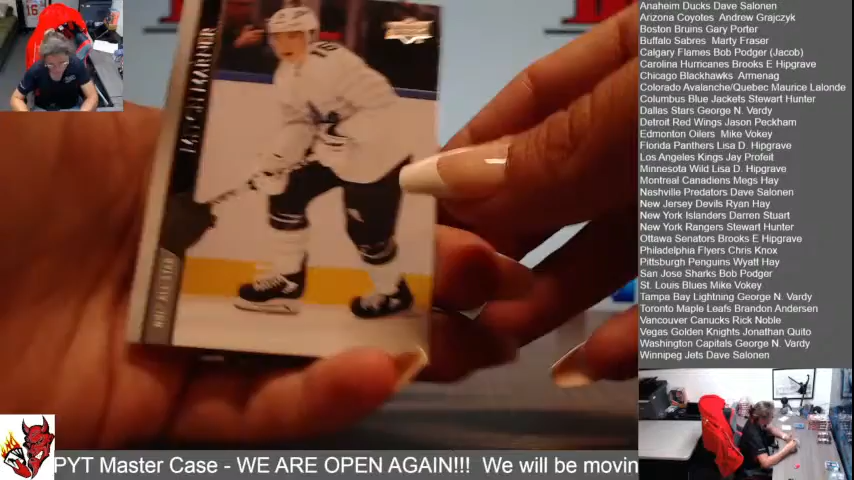 Anaheim Ducks Dave Salonen
Arizona Coyotes Andrew Grajczyk
Boston Bruins Gary Porter
Buffalo Sabres Marty Fraser
Calgary Flames Bob Podger (Jacob)
Carolina Hurricanes Brooks E Hipgrave
Chicago Blackhawks Armenag
Colorado Avalanche/Quebec Maurice Lalonde
Columbus Blue Jackets Stewart Hunter
Dallas Stars George N. Vardy
Detroit Red Wings Jason Peckham
Edmonton Oilers Mike Vokey
Florida Panthers Lisa D. Hipgrave
Los Angeles Kings Jay Profeit
Minnesota Wild Lisa D. Hipgrave
Montreal Canadiens Megs Hay
Nashville Predators Dave Salonen
New Jersey Devils Ryan Hay
New York Islanders Darren Stuart
New York Rangers Stewart Hunter
Ottawa Senators Brooks E Hipgrave
Philadelphia Flyers Chris Knox
Pittsburgh Penguins Wyatt Hay
San Jose Sharks Bob Podger
St. Louis Blues Mike Vokey
Tampa Bay Lightning George N. Vardy
Toronto Maple Leafs Brandon Andersen
Vancouver Canucks Rick Noble
Vegas Golden Knights Jonathan Quito
Washington Capitals George N. Vardy
Winnipeg Jets Dave Salonen
16
MARNER
NHL ALL-STAR
PYT Master Case - WE ARE OPEN AGAIN!!! We will be movin